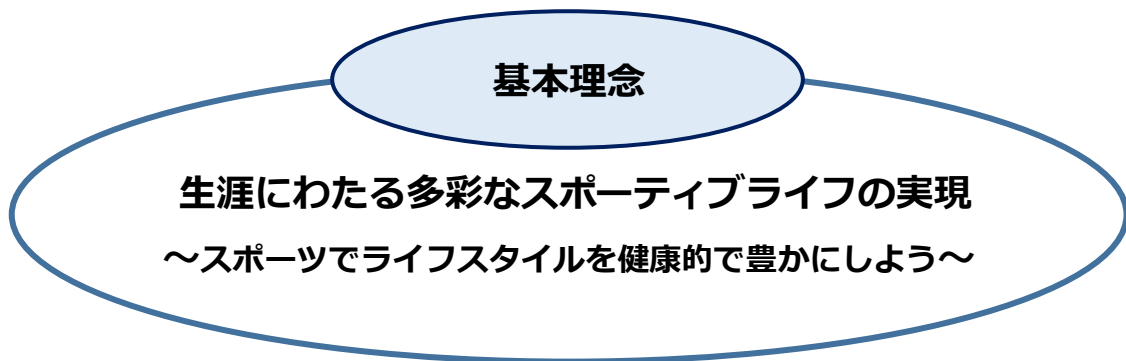 基本理念
生涯にわたる多彩なスポーティブライフの実現
～スポーツでライフスタイルを健康的で豊かにしよう～